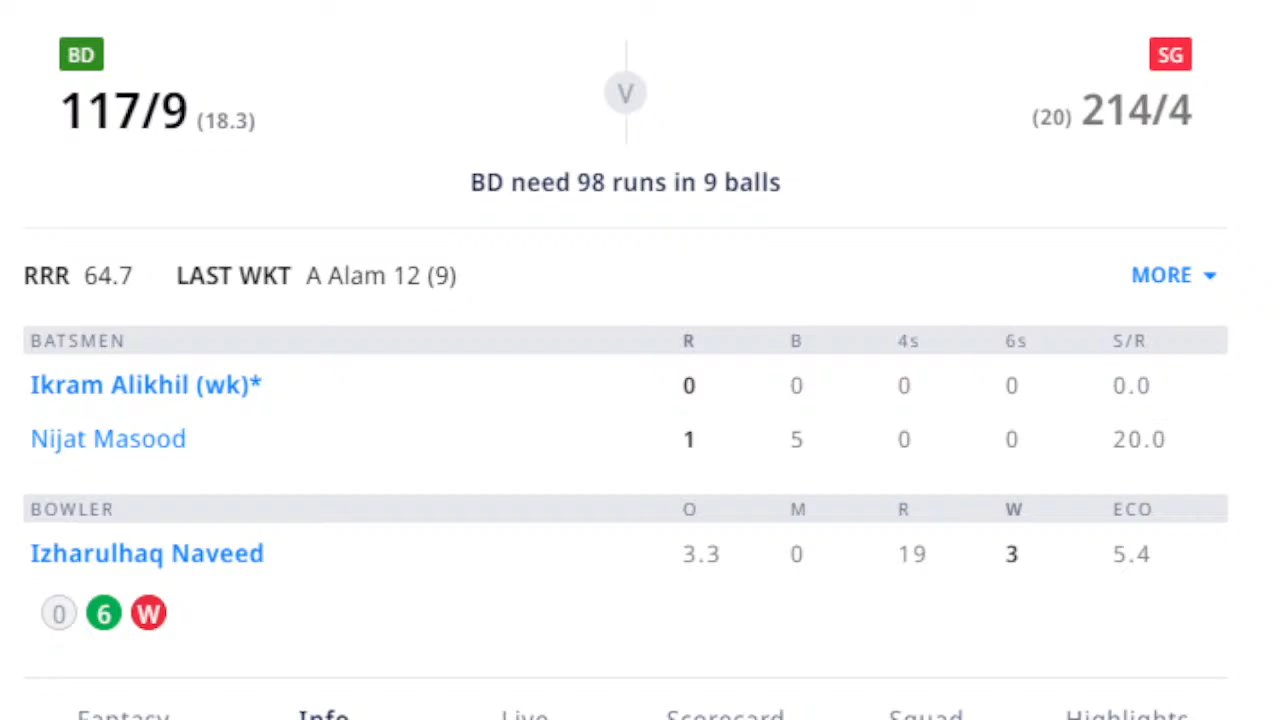 BD
SG
117/9 (18.3)
V
(20) 214/4
BD need 98 runs in 9 balls
RRR 64.7 LAST WKT A Alam 12 (9)
MORE
BATSMEN R B 4s 6s S/R
Ikram Alikhil (wk)* 0 0 0 0 0.0
Nijat Masood 1 5 0 0 20.0
BOWLER O M R W ECO
Izharulhaq Naveed 3.3 0 19 3 5.4
0 6 W
Fantasy Info Live Scorecard Squad Highlights